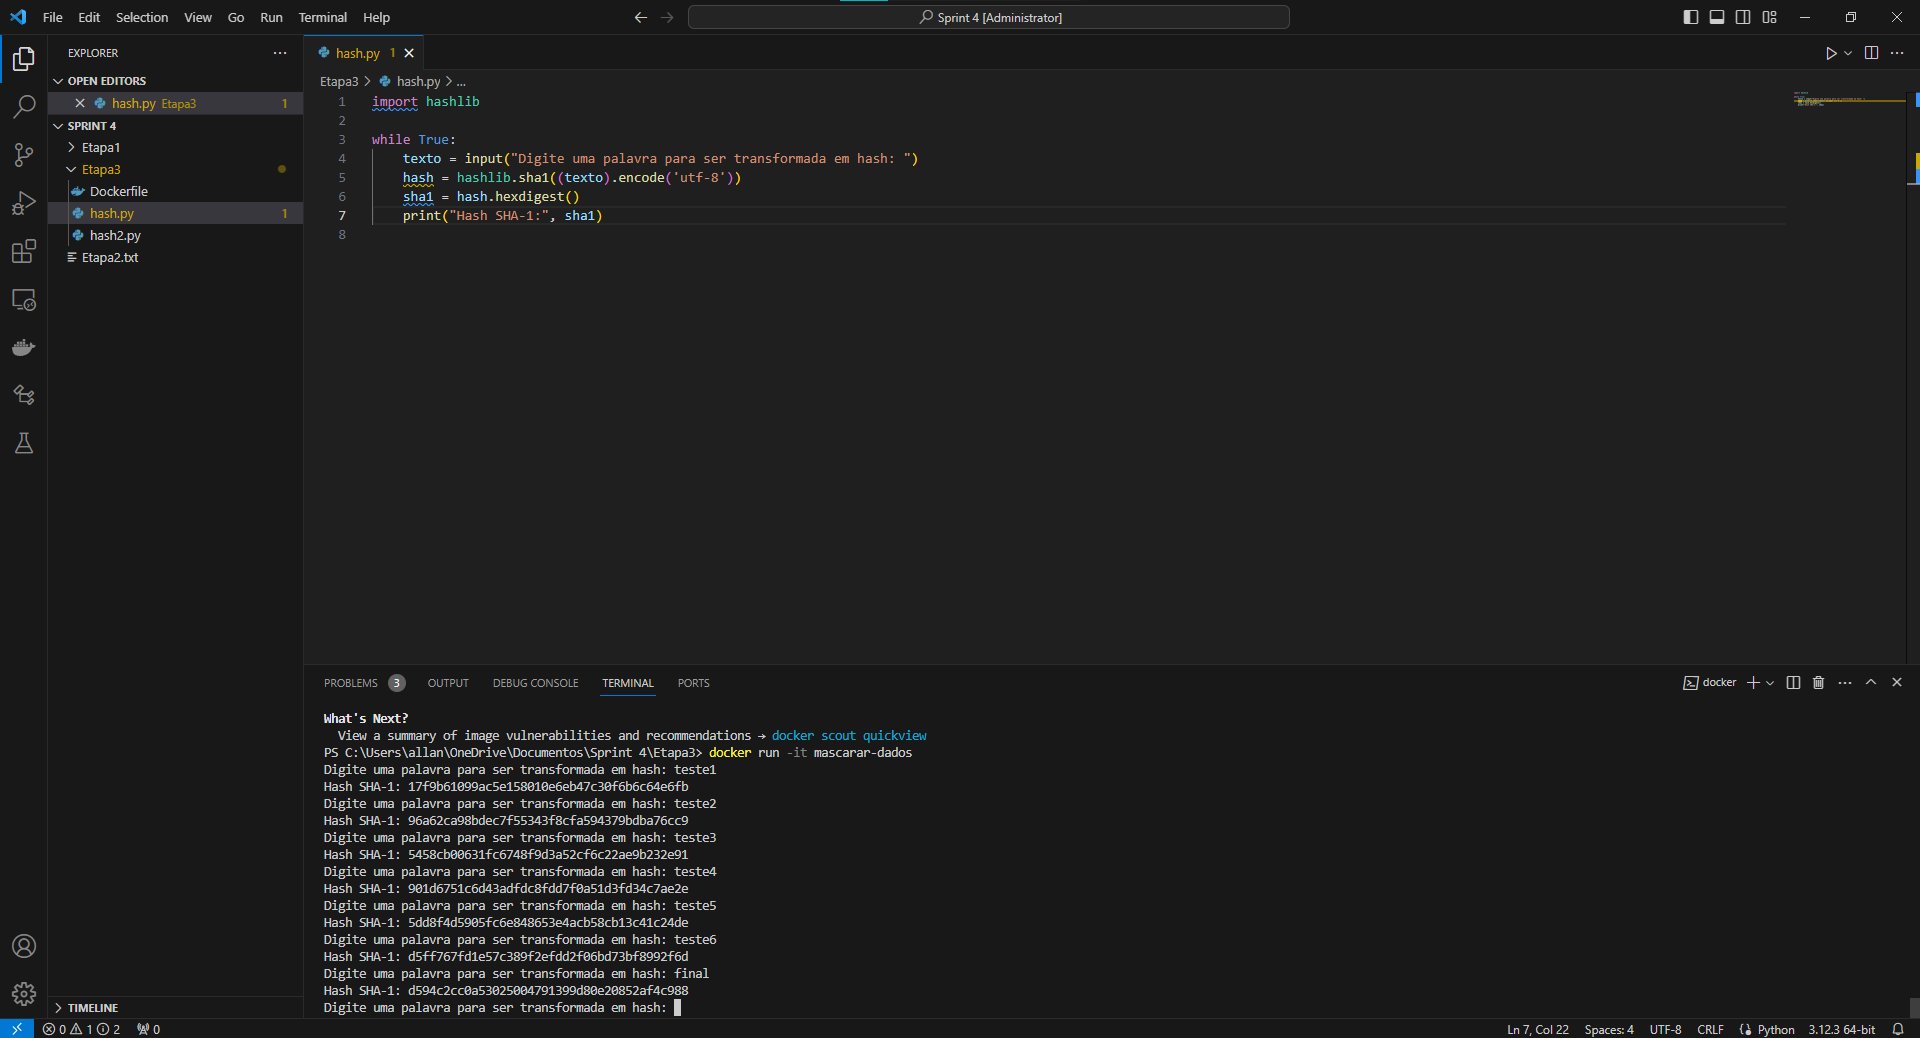 File Edit Selection View Go Run Terminal Help
Sprint 4 [Administrator]
EXPLORER
OPEN EDITORS
hash.py Etapa3 1
SPRINT 4
Etapa1
Etapa3
Dockerfile
hash.py 1
hash2.py
Etapa2.txt
TIMELINE
hash.py 1
Etapa3 > hash.py > ...
1 import hashlib
2
3 while True:
4 texto = input("Digite uma palavra para ser transformada em hash: ")
5 hash = hashlib.sha1((texto).encode('utf-8'))
6 sha1 = hash.hexdigest()
7 print("Hash SHA-1:", sha1)
8
PROBLEMS 3 OUTPUT DEBUG CONSOLE TERMINAL PORTS
docker
What's Next?
View a summary of image vulnerabilities and recommendations → docker scout quickview
PS C:\Users\allan\OneDrive\Documentos\Sprint 4\Etapa3> docker run -it mascarar-dados
Digite uma palavra para ser transformada em hash: teste1
Hash SHA-1: 17f9b61099ac5e158010e6eb47c30f6b6c64e6fb
Digite uma palavra para ser transformada em hash: teste2
Hash SHA-1: 96a62ca98bdec7f55343f8cfa594379bdba76cc9
Digite uma palavra para ser transformada em hash: teste3
Hash SHA-1: 5458cb00631fc6748f9d3a52cf6c22ae9b232e91
Digite uma palavra para ser transformada em hash: teste4
Hash SHA-1: 901d6751c6d43adfdc8fdd7f0a51d3fd34c7ae2e
Digite uma palavra para ser transformada em hash: teste5
Hash SHA-1: 5dd8f4d5905fc6e848653e4acb58cb13c41c24de
Digite uma palavra para ser transformada em hash: teste6
Hash SHA-1: d5ff767fd1e57c389f2efdd2f06bd73bf8992f6d
Digite uma palavra para ser transformada em hash: final
Hash SHA-1: d594c2cc0a53025004791399d80e20852af4c988
Digite uma palavra para ser transformada em hash:
0 1 2 0
Ln 7, Col 22 Spaces: 4 UTF-8 CRLF Python 3.12.3 64-bit